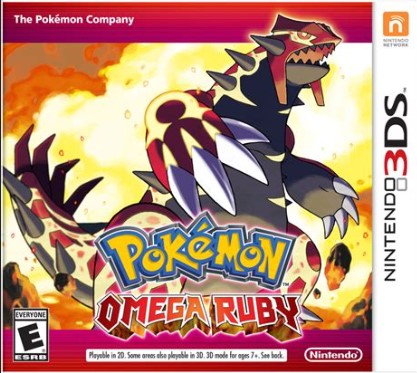 The Pokémon Company
NINTENDO
NETWORK
NINTENDO 3DS
POKéMON
TM
OMEGA RUBY
EVERYONE
E
ESRB
Playable in 2D. Some areas also playable in 3D. 3D mode for ages 7+. See back.
Nintendo